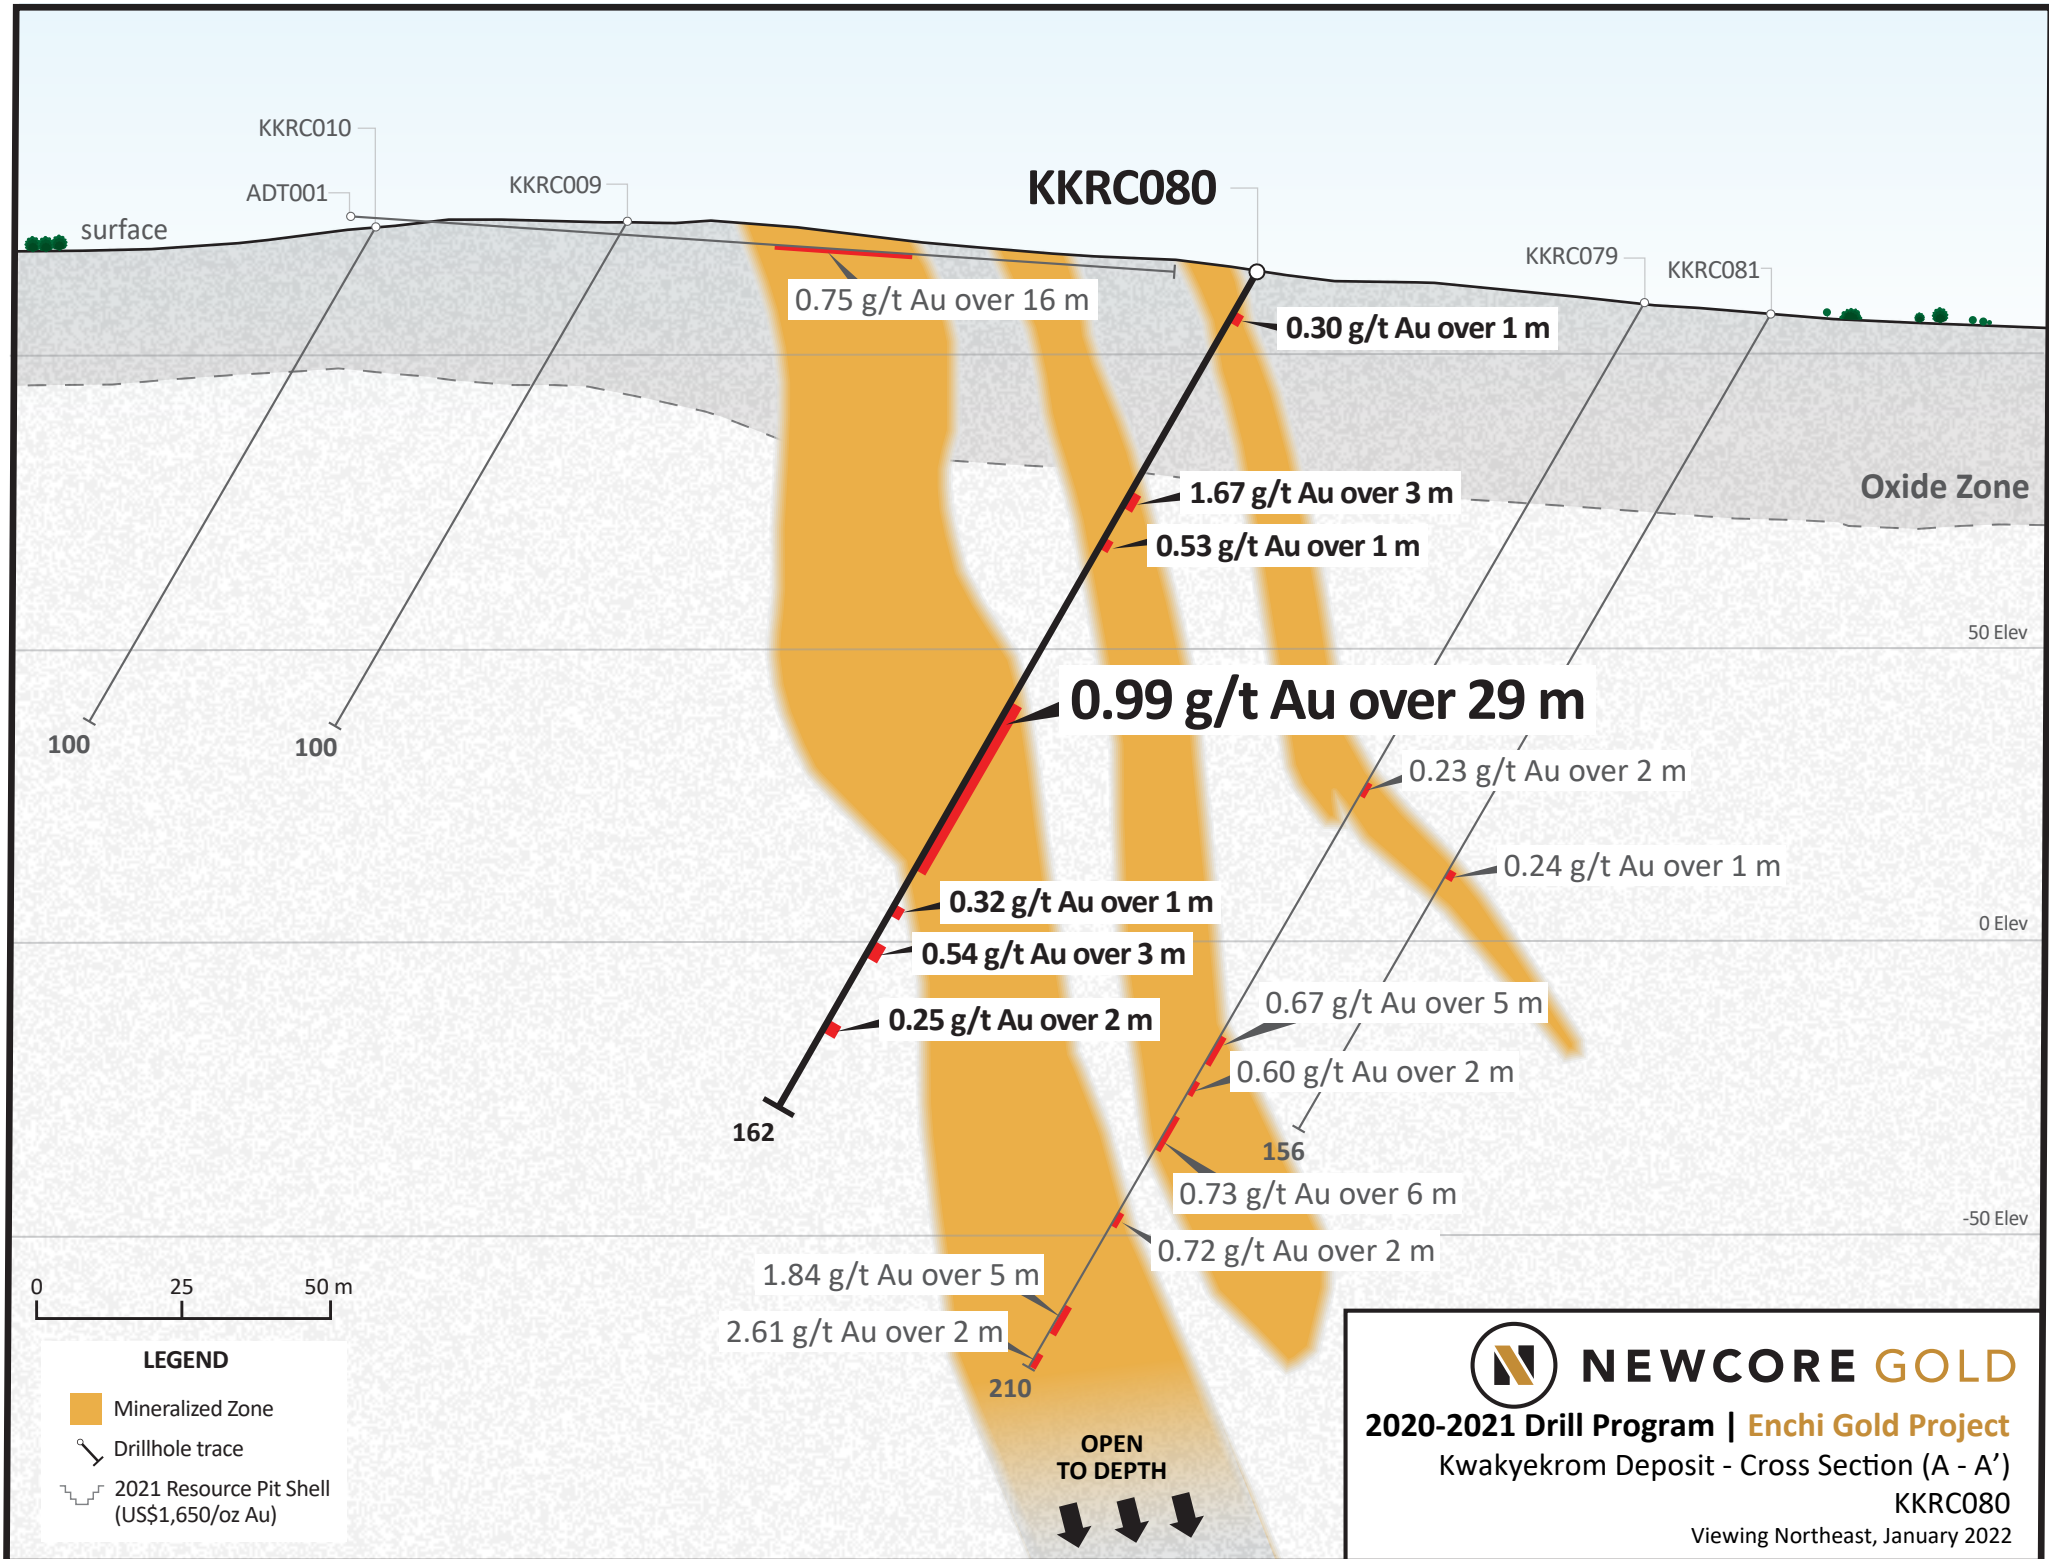 KKRC010
ADT001
KKRC009
KKRC080
surface
KKRC079
KKRC081
0.75 g/t Au over 16 m
0.30 g/t Au over 1 m
1.67 g/t Au over 3 m
Oxide Zone
0.53 g/t Au over 1 m
50 Elev
0.99 g/t Au over 29 m
100
100
0.23 g/t Au over 2 m
0.24 g/t Au over 1 m
0.32 g/t Au over 1 m
0 Elev
0.54 g/t Au over 3 m
0.67 g/t Au over 5 m
0.25 g/t Au over 2 m
0.60 g/t Au over 2 m
162
156
0.73 g/t Au over 6 m
-50 Elev
0.72 g/t Au over 2 m
1.84 g/t Au over 5 m
2.61 g/t Au over 2 m
210
0 25 50 m
LEGEND
Mineralized Zone
Drillhole trace
2021 Resource Pit Shell
(US$1,650/oz Au)
OPEN
TO DEPTH
N NEWCORE GOLD
2020-2021 Drill Program | Enchi Gold Project
Kwakyekrom Deposit - Cross Section (A - A’)
KKRC080
Viewing Northeast, January 2022